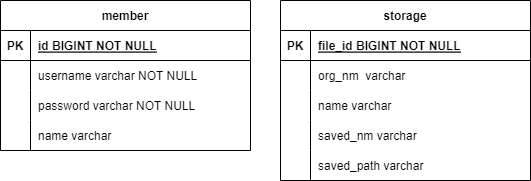 member
PK id BIGINT NOT NULL
username varchar NOT NULL
password varchar NOT NULL
name varchar
storage
PK file_id BIGINT NOT NULL
org_nm varchar
name varchar
saved_nm varchar
saved_path varchar